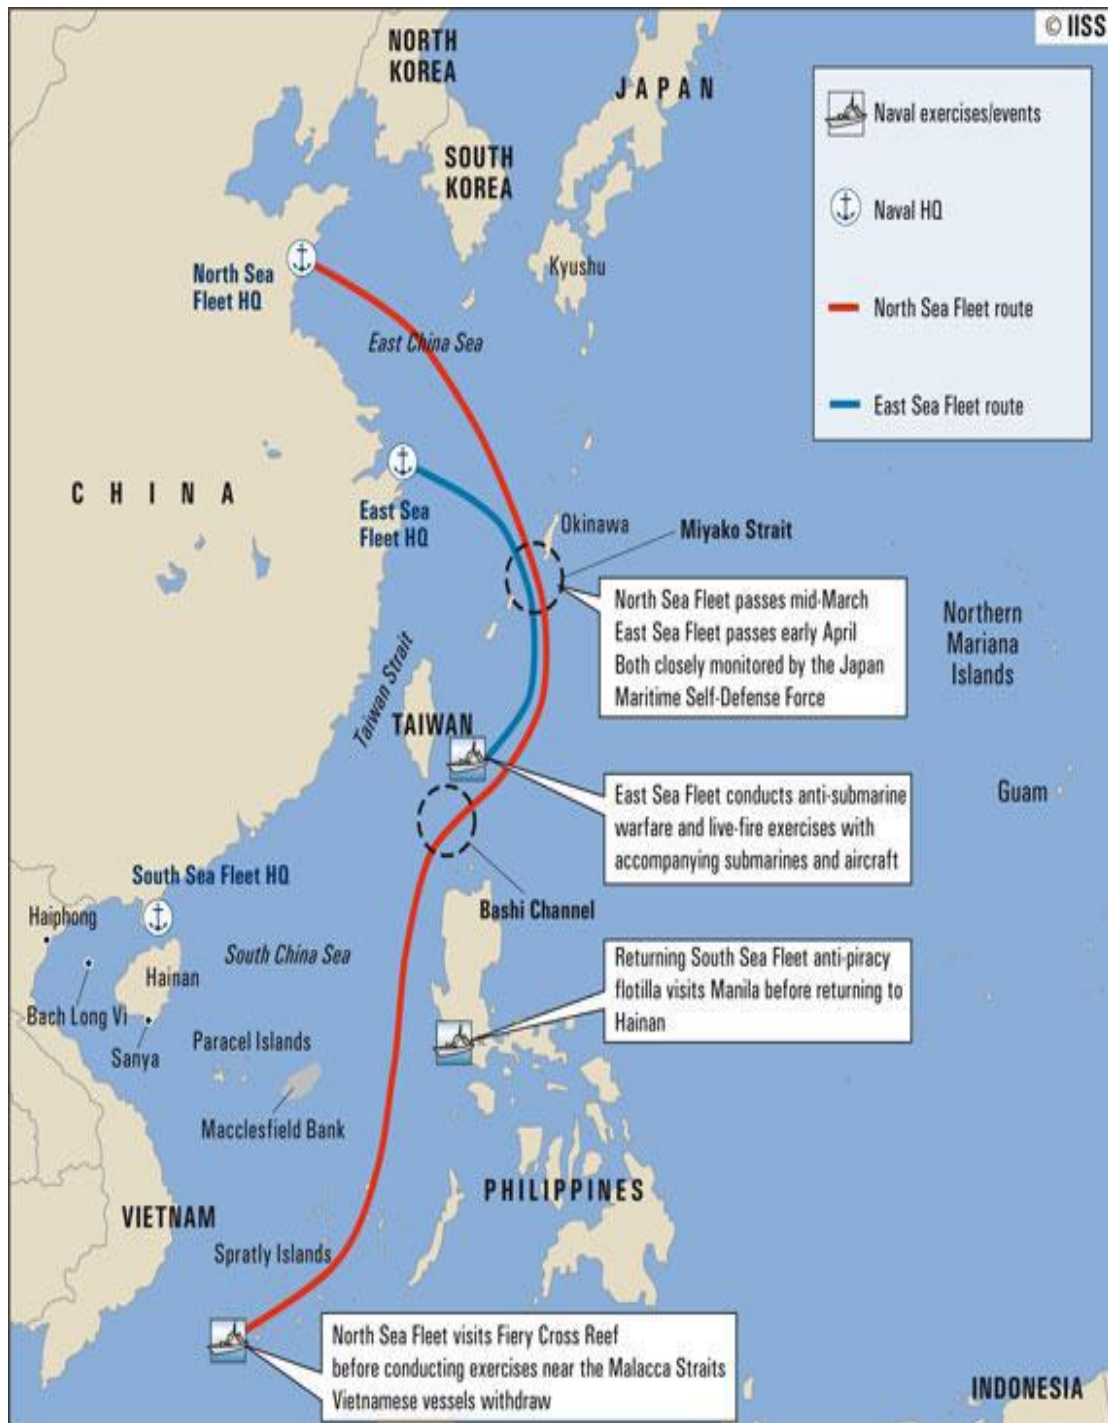 © IISS
NORTH
KOREA
JAPAN
SOUTH
KOREA
Naval exercises/events
Naval HQ
North Sea Fleet route
East Sea Fleet route
Kyushu
North Sea
Fleet HQ
East China Sea
CHINA
East Sea
Fleet HQ
Okinawa
Miyako Strait
North Sea Fleet passes mid-March
East Sea Fleet passes early April
Both closely monitored by the Japan
Maritime Self-Defense Force
Northern
Mariana
Islands
Taiwan Strait
TAIWAN
Guam
East Sea Fleet conducts anti-submarine
warfare and live-fire exercises with
accompanying submarines and aircraft
South Sea Fleet HQ
Bashi Channel
Haiphong
South China Sea
Hainan
Bach Long Vi
Sanya
Paracel Islands
Returning South Sea Fleet anti-piracy
flotilla visits Manila before returning to
Hainan
Macclesfield Bank
PHILIPPINES
VIETNAM
Spratly Islands
North Sea Fleet visits Fiery Cross Reef
before conducting exercises near the Malacca Straits
Vietnamese vessels withdraw
INDONESIA